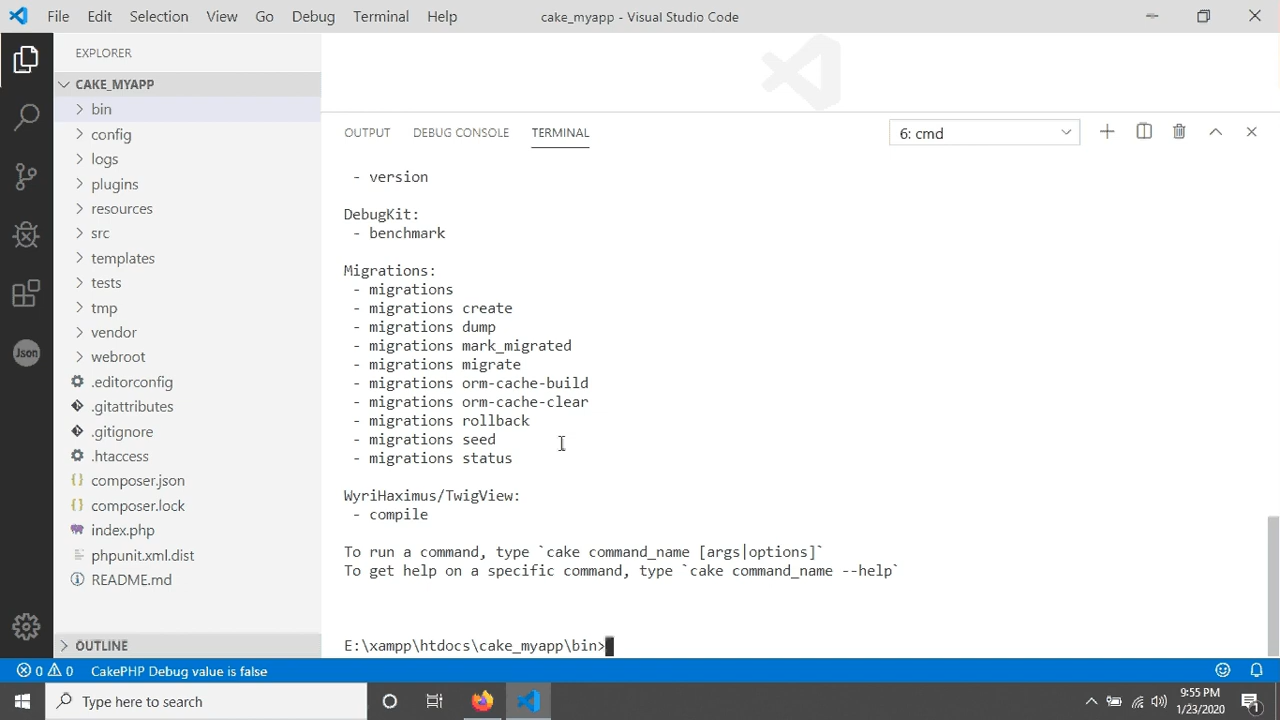 File Edit Selection View Go Debug Terminal Help cake_myapp - Visual Studio Code
EXPLORER
CAKE_MYAPP
bin
config
logs
plugins
resources
src
templates
tests
tmp
vendor
webroot
.editorconfig
.gitattributes
.gitignore
.htaccess
composer.json
composer.lock
index.php
phpunit.xml.dist
README.md
OUTLINE
Json
OUTPUT DEBUG CONSOLE TERMINAL 6: cmd
- version
DebugKit:
- benchmark
Migrations:
- migrations
- migrations create
- migrations dump
- migrations mark_migrated
- migrations migrate
- migrations orm-cache-build
- migrations orm-cache-clear
- migrations rollback
- migrations seed
- migrations status
WyriHaximus/TwigView:
- compile
To run a command, type `cake command_name [args|options]`
To get help on a specific command, type `cake command_name --help`
E:\xampp\htdocs\cake_myapp\bin>
0 0 CakePHP Debug value is false
Type here to search
9:55 PM
1/23/2020
1